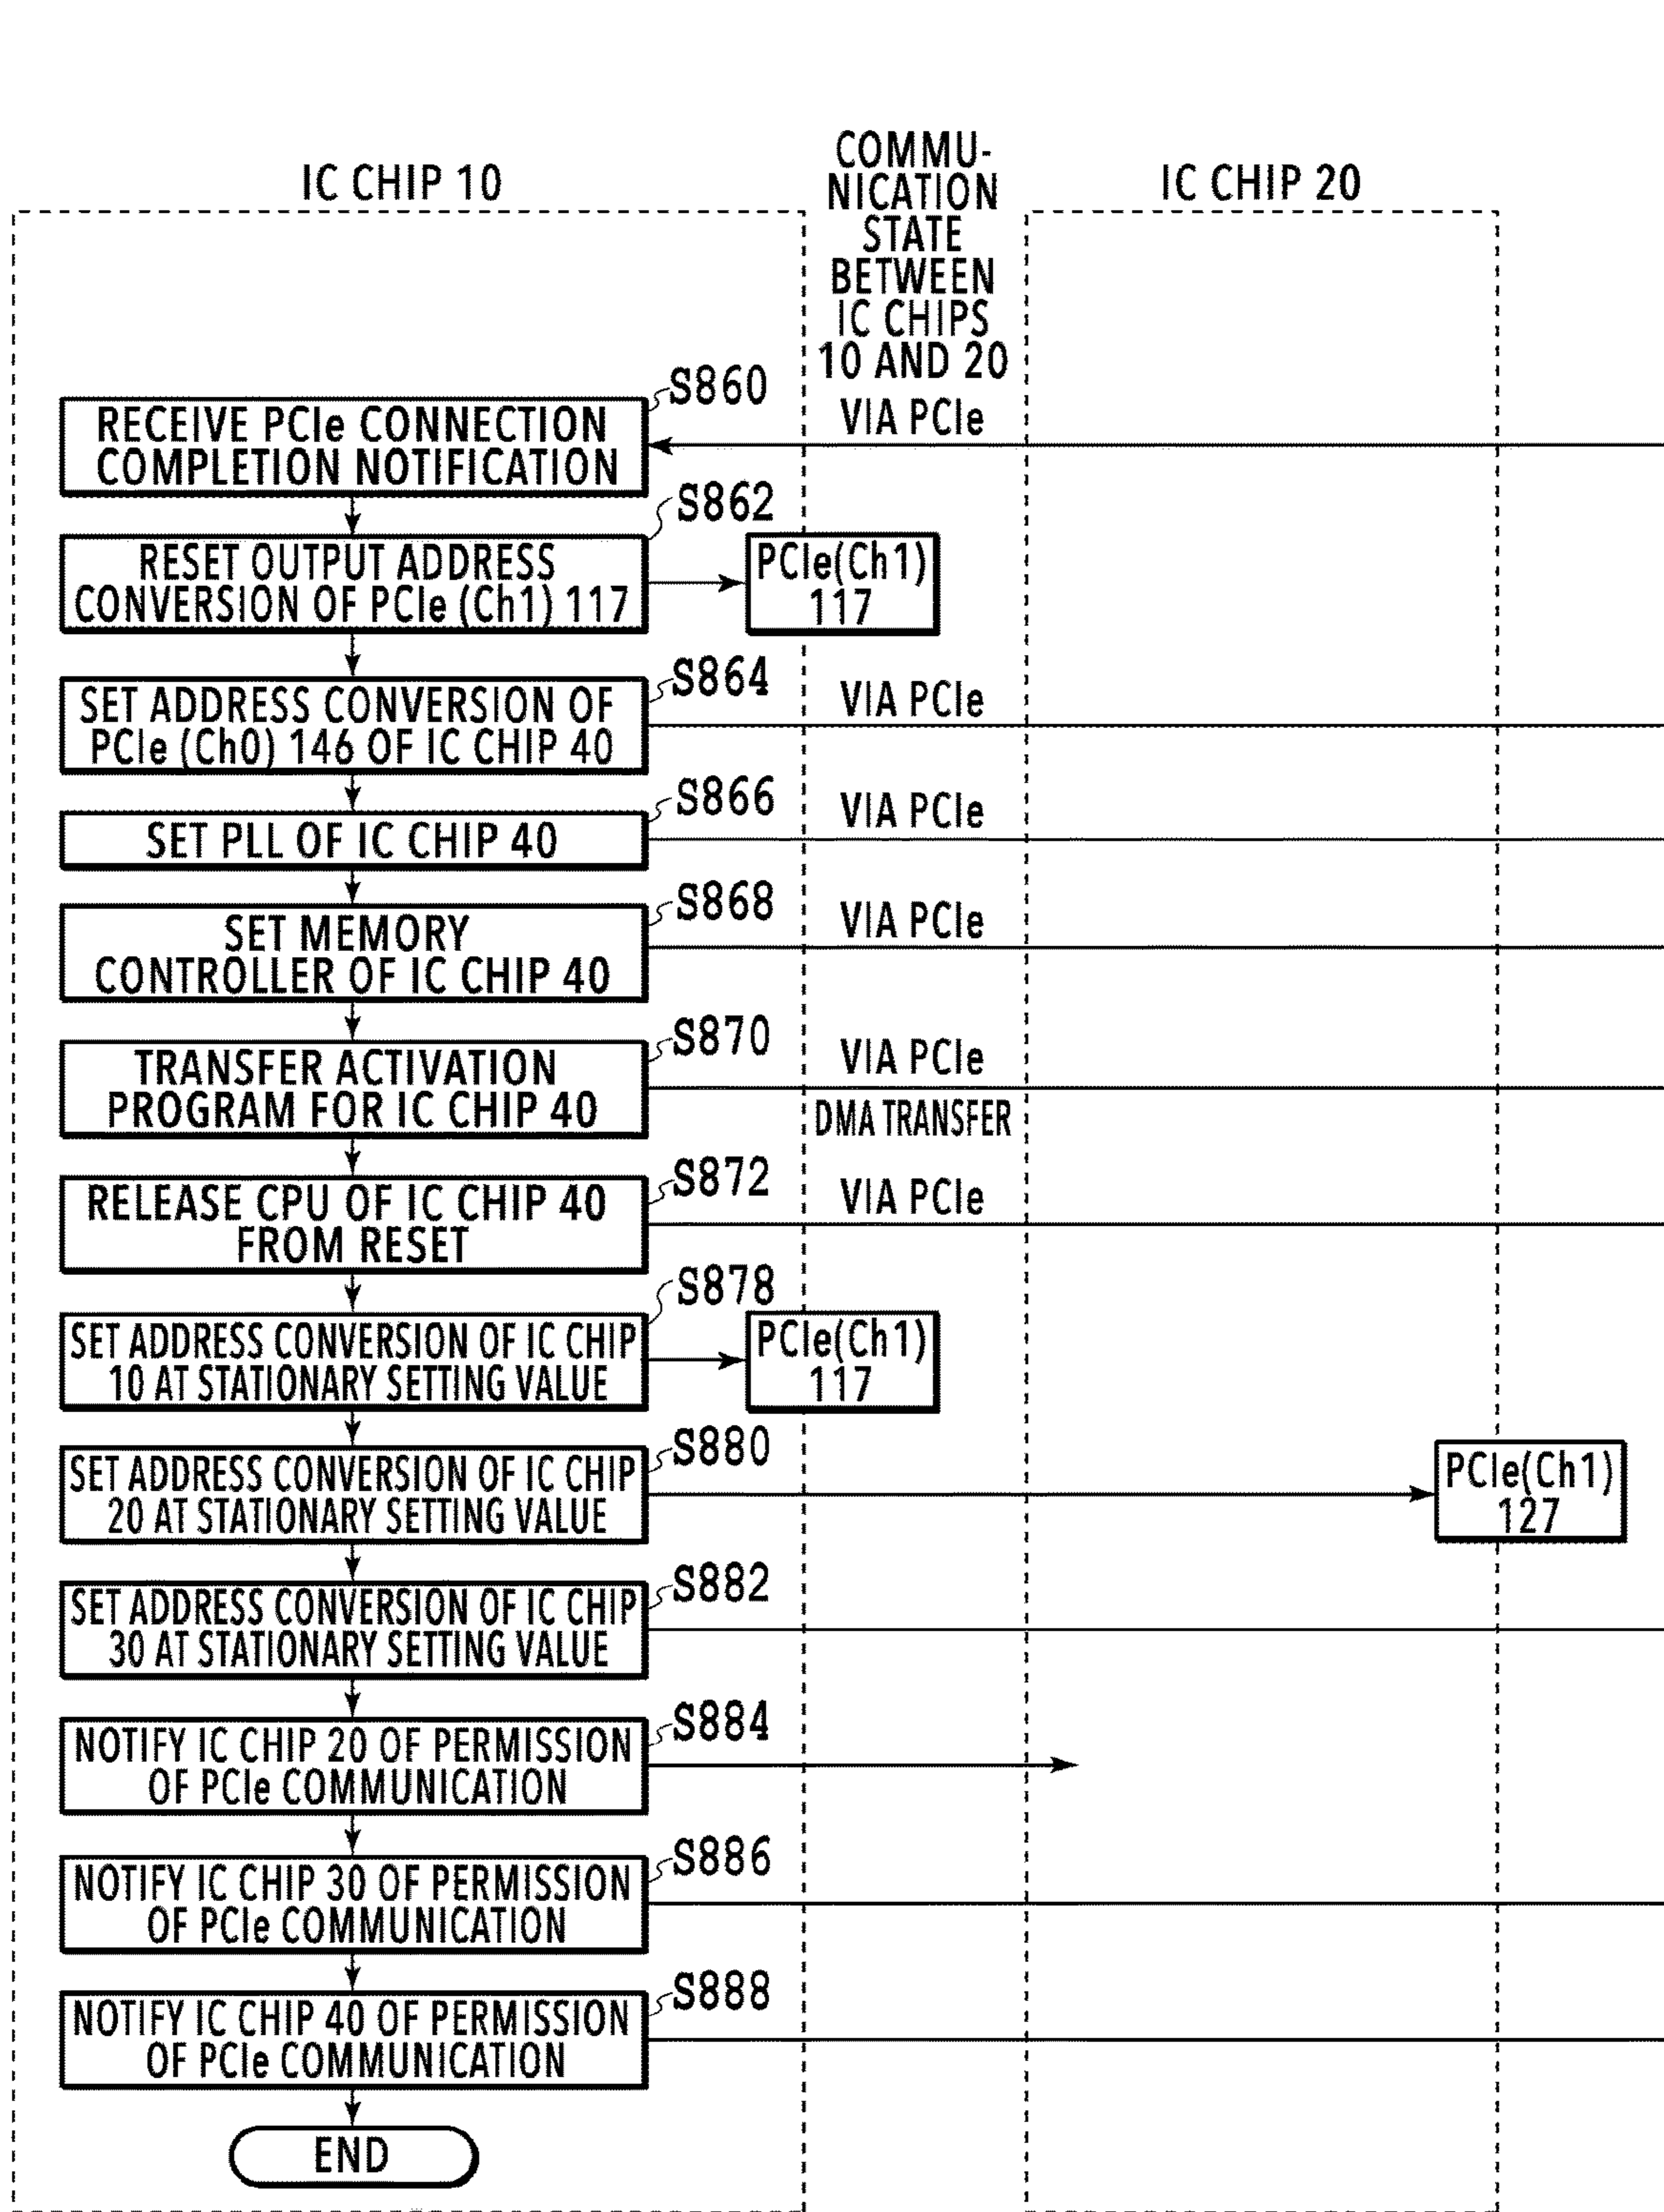 IC CHIP 10
COMMU-
NICATION
STATE
BETWEEN
IC CHIPS
10 AND 20
IC CHIP 20
S860
RECEIVE PCIe CONNECTION
COMPLETION NOTIFICATION
VIA PCIe
S862
RESET OUTPUT ADDRESS
CONVERSION OF PCIe (Ch1) 117
PCIe(Ch1)
117
S864
SET ADDRESS CONVERSION OF
PCIe (Ch0) 146 OF IC CHIP 40
VIA PCIe
S866
SET PLL OF IC CHIP 40
VIA PCIe
S868
SET MEMORY
CONTROLLER OF IC CHIP 40
VIA PCIe
S870
TRANSFER ACTIVATION
PROGRAM FOR IC CHIP 40
VIA PCIe
DMA TRANSFER
S872
RELEASE CPU OF IC CHIP 40
FROM RESET
VIA PCIe
S878
SET ADDRESS CONVERSION OF IC CHIP
10 AT STATIONARY SETTING VALUE
PCIe(Ch1)
117
S880
SET ADDRESS CONVERSION OF IC CHIP
20 AT STATIONARY SETTING VALUE
PCIe(Ch1)
127
S882
SET ADDRESS CONVERSION OF IC CHIP
30 AT STATIONARY SETTING VALUE
S884
NOTIFY IC CHIP 20 OF PERMISSION
OF PCIe COMMUNICATION
S886
NOTIFY IC CHIP 30 OF PERMISSION
OF PCIe COMMUNICATION
S888
NOTIFY IC CHIP 40 OF PERMISSION
OF PCIe COMMUNICATION
END